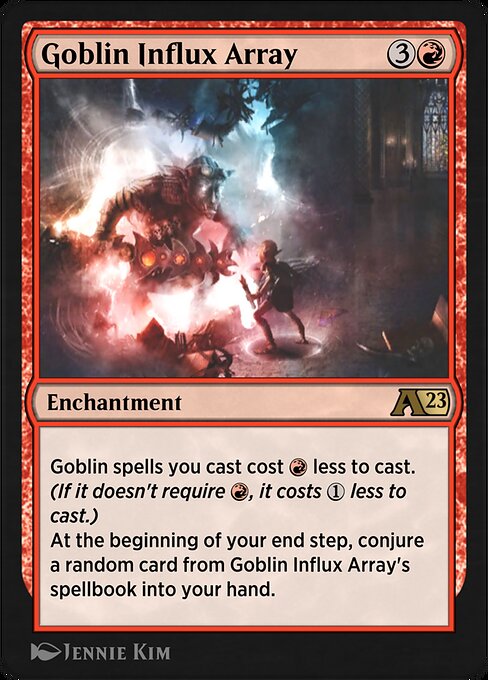 Goblin Influx Array 3
Enchantment A23
Goblin spells you cast cost less to cast.
(If it doesn't require , it costs 1 less to
cast.)
At the beginning of your end step, conjure
a random card from Goblin Influx Array's
spellbook into your hand.
Jennie Kim